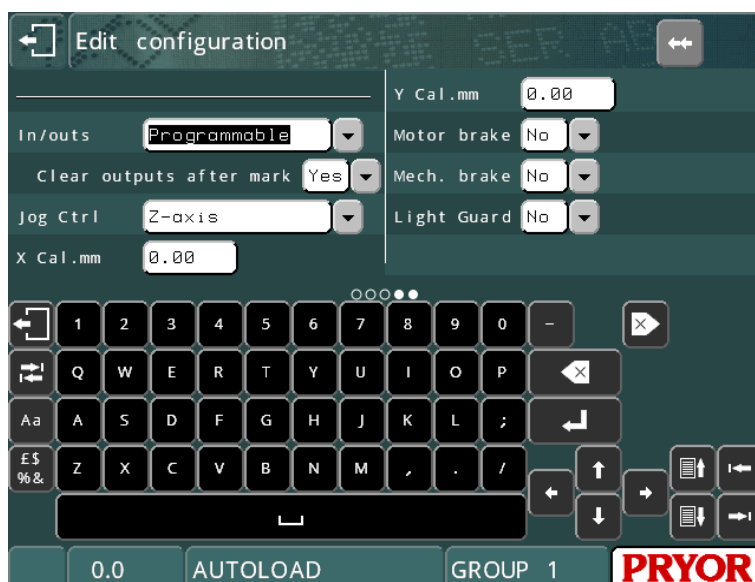 Edit configuration
Y Cal.mm 0.00
In/outs Programmable
Motor brake No
Clear outputs after mark Yes
Mech. brake No
Jog Ctrl Z-axis
Light Guard No
X Cal.mm 0.00
1 2 3 4 5 6 7 8 9 0 -
Q W E R T Y U I O P
Aa A S D F G H J K L ;
£$
%& Z X C V B N M , . /
0.0 AUTOLOAD GROUP 1 PRYOR